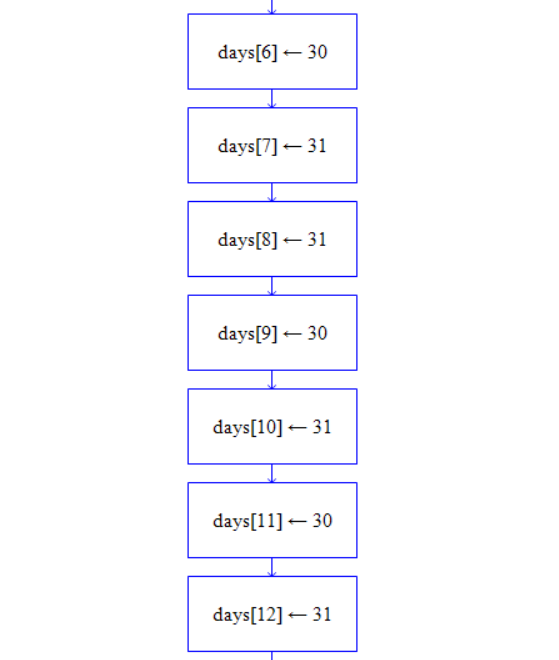 days[6] ← 30
days[7] ← 31
days[8] ← 31
days[9] ← 30
days[10] ← 31
days[11] ← 30
days[12] ← 31